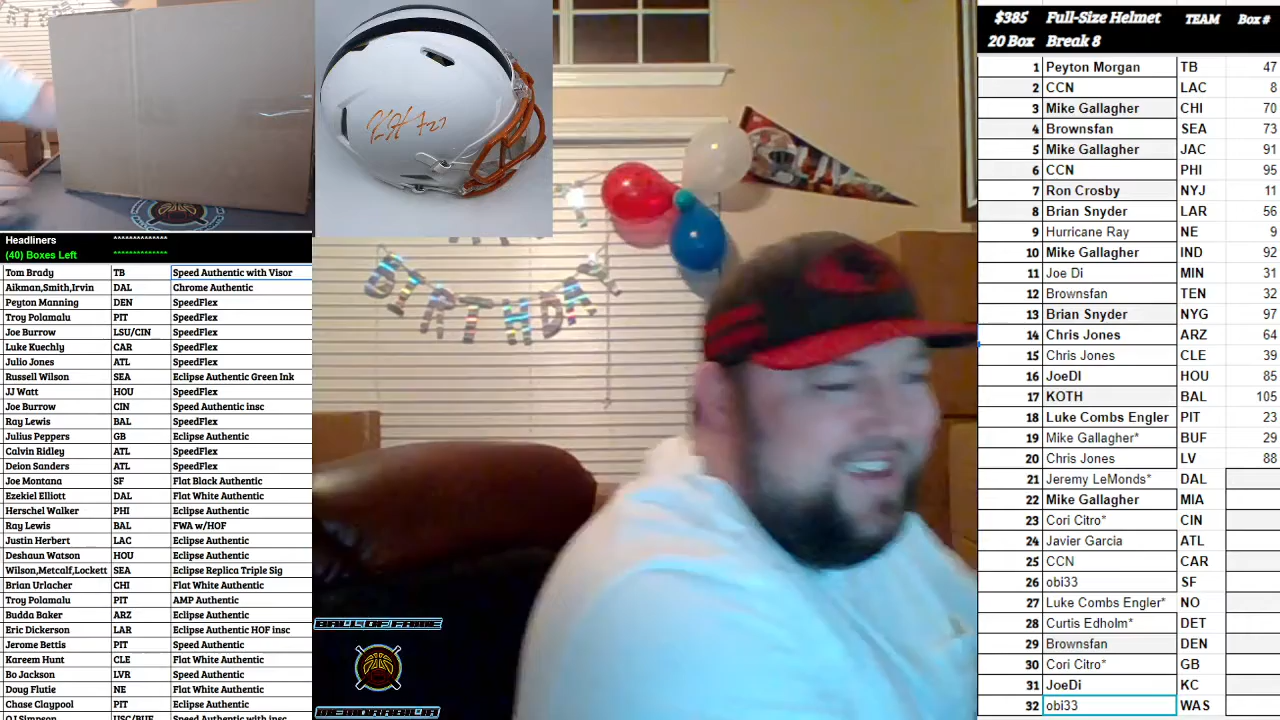 Headliners **************
(40) Boxes Left **************
Tom Brady TB Speed Authentic with Visor
Aikman,Smith,Irvin DAL Chrome Authentic
Peyton Manning DEN SpeedFlex
Troy Polamalu PIT SpeedFlex
Joe Burrow LSU/CIN SpeedFlex
Luke Kuechly CAR SpeedFlex
Julio Jones ATL SpeedFlex
Russell Wilson SEA Eclipse Authentic Green Ink
JJ Watt HOU SpeedFlex
Joe Burrow CIN Speed Authentic insc
Ray Lewis BAL SpeedFlex
Julius Peppers GB Eclipse Authentic
Calvin Ridley ATL SpeedFlex
Deion Sanders ATL SpeedFlex
Joe Montana SF Flat Black Authentic
Ezekiel Elliott DAL Flat White Authentic
Herschel Walker PHI Eclipse Authentic
Ray Lewis BAL FWA w/HOF
Justin Herbert LAC Eclipse Authentic
Deshaun Watson HOU Eclipse Authentic
Wilson,Metcalf,Lockett SEA Eclipse Replica Triple Sig
Brian Urlacher CHI Flat White Authentic
Troy Polamalu PIT AMP Authentic
Budda Baker ARZ Eclipse Authentic
Eric Dickerson LAR Eclipse Authentic HOF insc
Jerome Bettis PIT Speed Authentic
Kareem Hunt CLE Flat White Authentic
Bo Jackson LVR Speed Authentic
Doug Flutie NE Flat White Authentic
Chase Claypool PIT Eclipse Authentic
OJ Simpson USC/BUF Speed Authentic with insc
BIRTHDAY
BALL OF FAME
MEMORABILIA
$385 Full-Size Helmet TEAM Box #
20 Box Break 8
1 Peyton Morgan TB 47
2 CCN LAC 8
3 Mike Gallagher CHI 70
4 Brownsfan SEA 73
5 Mike Gallagher JAC 91
6 CCN PHI 95
7 Ron Crosby NYJ 11
8 Brian Snyder LAR 56
9 Hurricane Ray NE 9
10 Mike Gallagher IND 92
11 Joe Di MIN 31
12 Brownsfan TEN 32
13 Brian Snyder NYG 97
14 Chris Jones ARZ 64
15 Chris Jones CLE 39
16 JoeDI HOU 85
17 KOTH BAL 105
18 Luke Combs Engler PIT 23
19 Mike Gallagher* BUF 29
20 Chris Jones LV 88
21 Jeremy LeMonds* DAL
22 Mike Gallagher MIA
23 Cori Citro* CIN
24 Javier Garcia ATL
25 CCN CAR
26 obi33 SF
27 Luke Combs Engler* NO
28 Curtis Edholm* DET
29 Brownsfan DEN
30 Cori Citro* GB
31 JoeDi KC
32 obi33 WAS